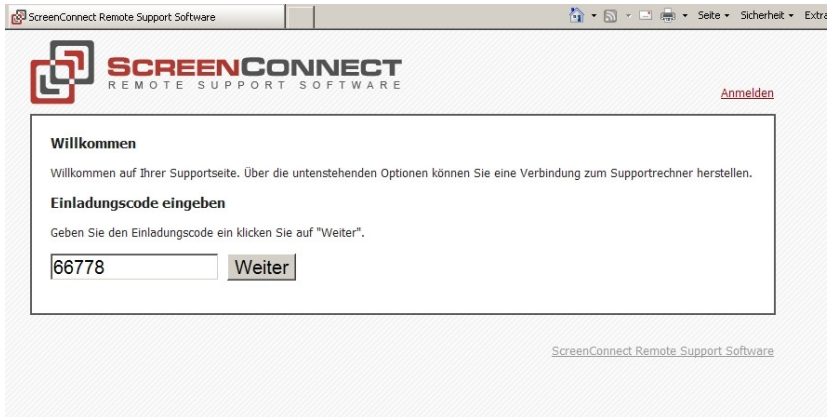 ScreenConnect Remote Support Software
Seite Sicherheit Extra
SCREENCONNECT
REMOTE SUPPORT SOFTWARE
Anmelden
Willkommen
Willkommen auf Ihrer Supportseite. Über die untenstehenden Optionen können Sie eine Verbindung zum Supportrechner herstellen.
Einladungscode eingeben
Geben Sie den Einladungscode ein klicken Sie auf "Weiter".
66778 Weiter
ScreenConnect Remote Support Software